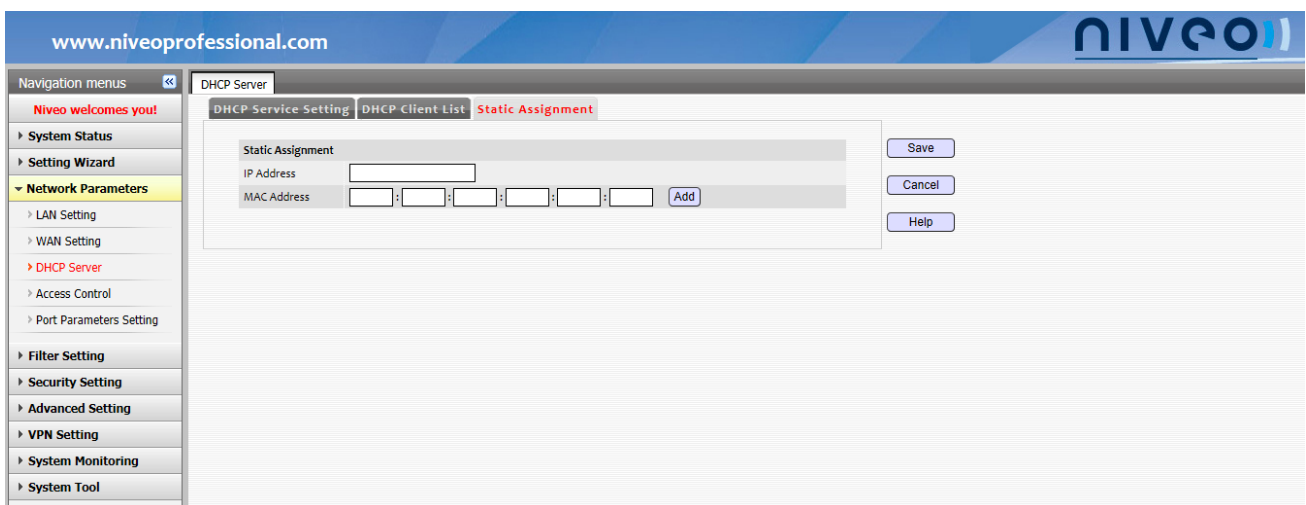 www.niveoprofessional.com
niveo
Navigation menus «
Niveo welcomes you!
System Status
Setting Wizard
Network Parameters
LAN Setting
WAN Setting
DHCP Server
Access Control
Port Parameters Setting
Filter Setting
Security Setting
Advanced Setting
VPN Setting
System Monitoring
System Tool
DHCP Server
DHCP Service Setting DHCP Client List Static Assignment
Static Assignment
IP Address
MAC Address : : : : : Add
Save
Cancel
Help